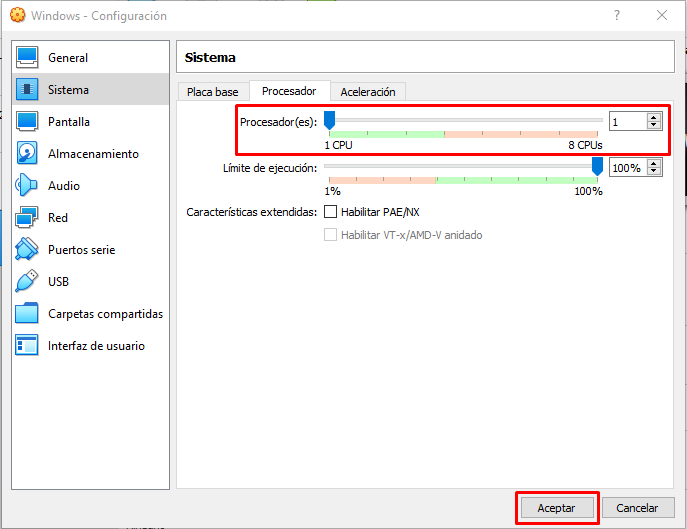 Windows - Configuración
?
General
Sistema
Pantalla
Almacenamiento
Audio
Red
Puertos serie
USB
Carpetas compartidas
Interfaz de usuario
Sistema
Placa base Procesador Aceleración
Procesador(es): 1
1 CPU 8 CPUs
Límite de ejecución: 100%
1% 100%
Características extendidas: Habilitar PAE/NX
Habilitar VT-x/AMD-V anidado
Aceptar Cancelar